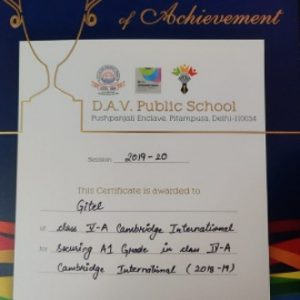 of Achievement
D.A.V. Public School
Pushpanjali Enclave, Pitampura, Delhi-110034
Session 2019-20
This Certificate is awarded to
Gitel
of class V-A Cambridge International
for securing A1 Grade in class IV-A
Cambridge International (2018-19)